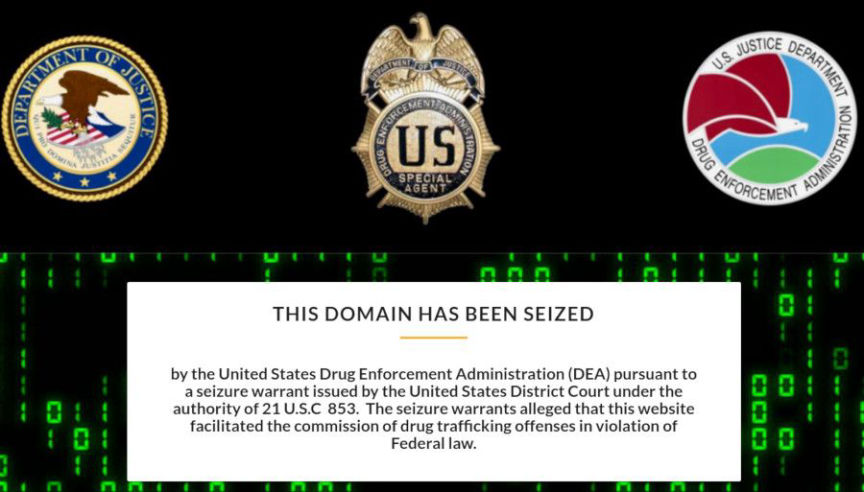 DEPARTMENT OF JUSTICE
QUI PRO DOMINA JUSTITIA SEQUITUR
DEPARTMENT OF JUSTICE
DRUG ENFORCEMENT ADMINISTRATION
US
SPECIAL
AGENT
U.S. JUSTICE DEPARTMENT
DRUG ENFORCEMENT ADMINISTRATION
THIS DOMAIN HAS BEEN SEIZED
by the United States Drug Enforcement Administration (DEA) pursuant to
a seizure warrant issued by the United States District Court under the
authority of 21 U.S.C 853. The seizure warrants alleged that this website
facilitated the commission of drug trafficking offenses in violation of
Federal law.